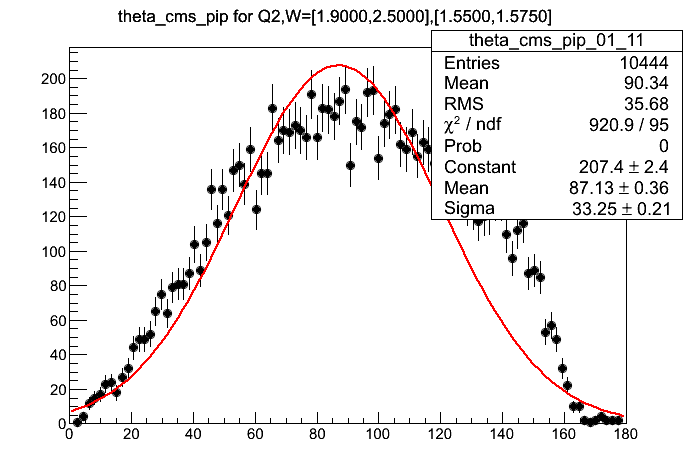 theta_cms_pip for Q2,W=[1.9000,2.5000],[1.5500,1.5750]
theta_cms_pip_01_11
Entries 10444
Mean 90.34
RMS 35.68
χ² / ndf 920.9 / 95
Prob 0
Constant 207.4 ± 2.4
Mean 87.13 ± 0.36
Sigma 33.25 ± 0.21
200
180
160
140
120
100
80
60
40
20
0
0 20 40 60 80 100 120 140 160 180